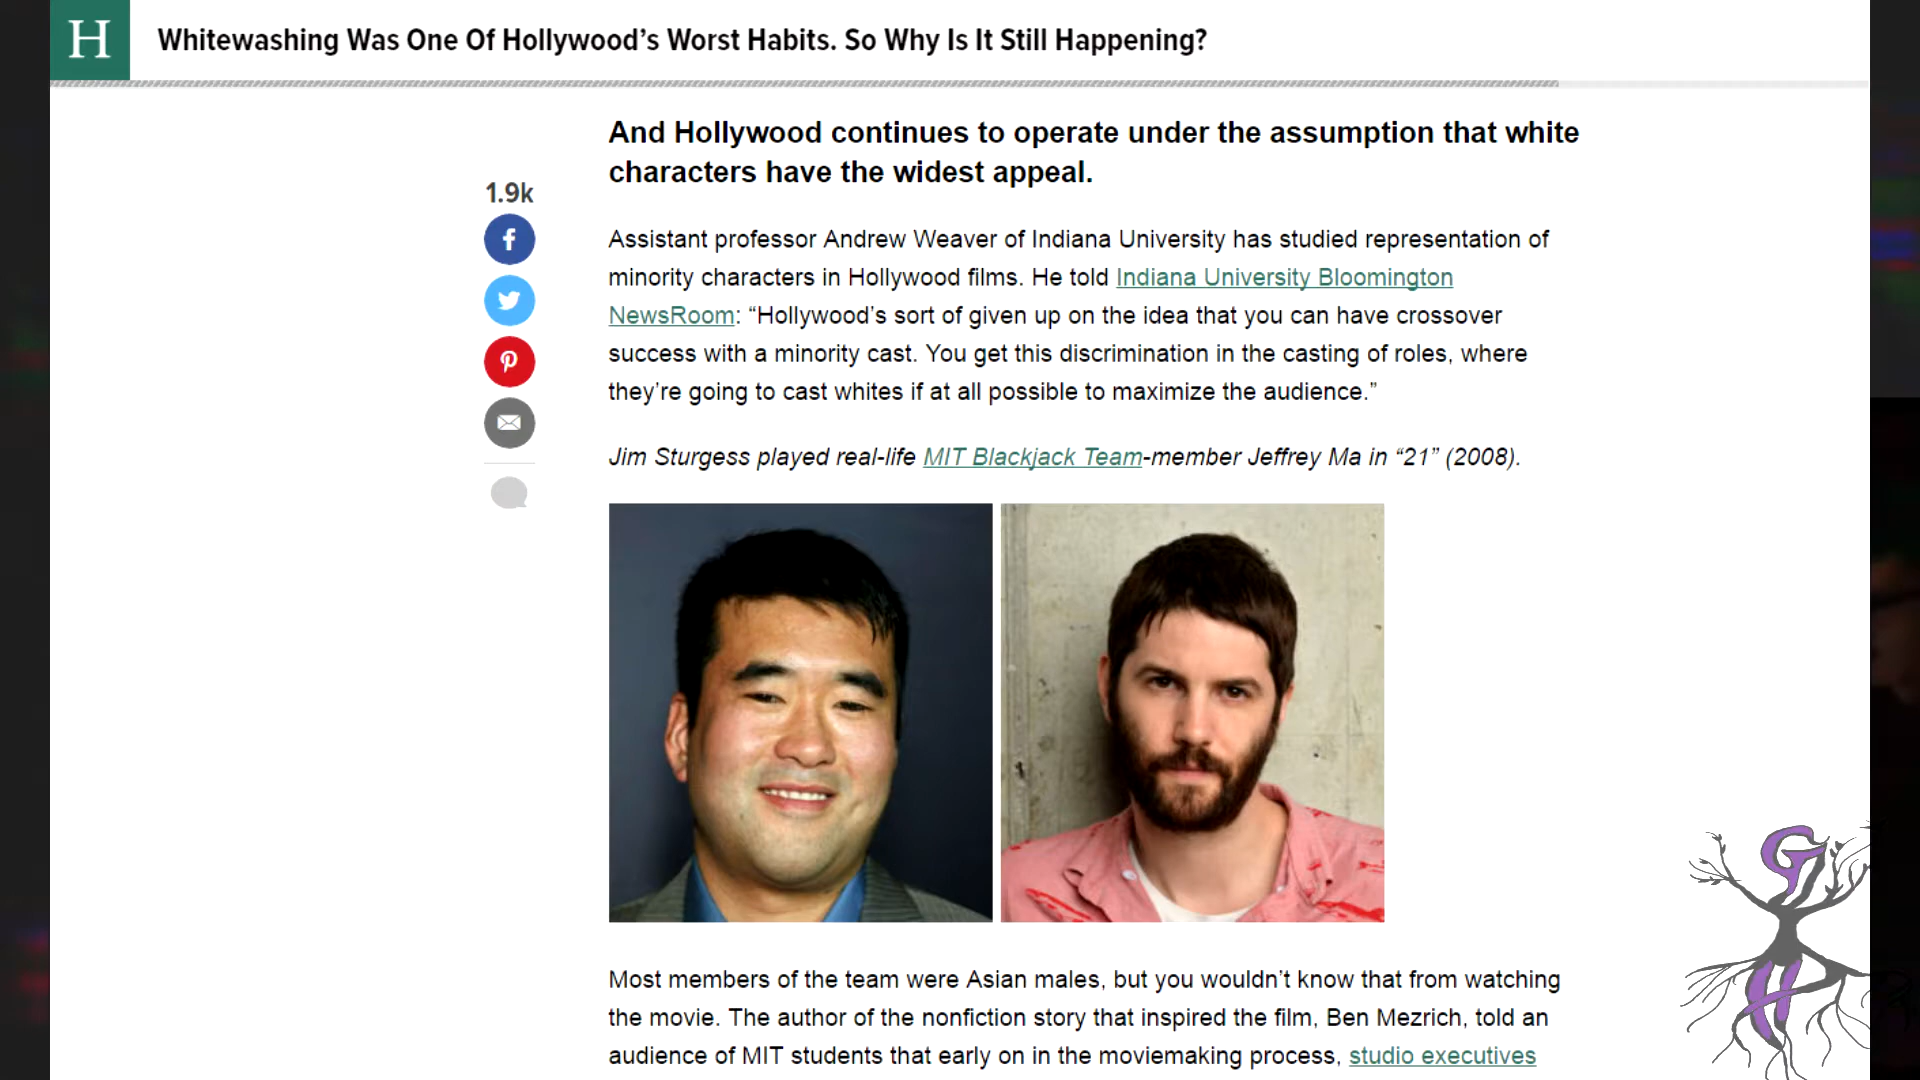 H
Whitewashing Was One Of Hollywood’s Worst Habits. So Why Is It Still Happening?
And Hollywood continues to operate under the assumption that white
characters have the widest appeal.
1.9k
Assistant professor Andrew Weaver of Indiana University has studied representation of
minority characters in Hollywood films. He told Indiana University Bloomington
NewsRoom: “Hollywood’s sort of given up on the idea that you can have crossover
success with a minority cast. You get this discrimination in the casting of roles, where
they’re going to cast whites if at all possible to maximize the audience.”
Jim Sturgess played real-life MIT Blackjack Team-member Jeffrey Ma in “21” (2008).
Most members of the team were Asian males, but you wouldn’t know that from watching
the movie. The author of the nonfiction story that inspired the film, Ben Mezrich, told an
audience of MIT students that early on in the moviemaking process, studio executives
G
H